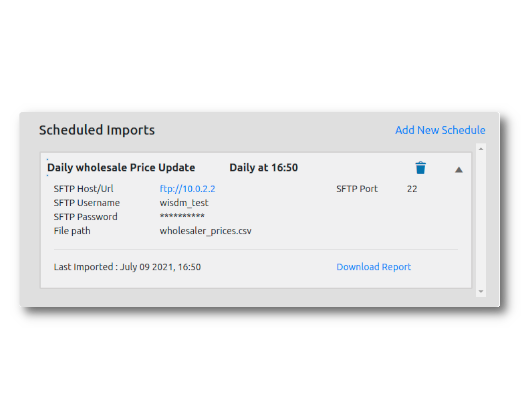 Scheduled Imports Add New Schedule
Daily wholesale Price Update Daily at 16:50
SFTP Host/Url ftp://10.0.2.2 SFTP Port 22
SFTP Username wisdm_test
SFTP Password **********
File path wholesaler_prices.csv
Last Imported : July 09 2021, 16:50 Download Report